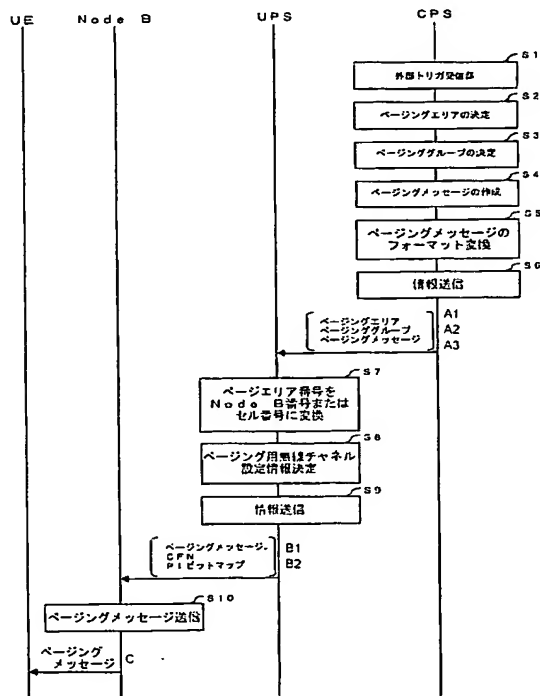 UE Node B UPS CPS
S1
外部トリガ受信部
S2
ページングエリアの決定
S3
ページンググループの決定
S4
ページングメッセージの作成
S5
ページングメッセージの
フォーマット変換
S6
情報送信
ページングエリア A1
ページンググループ A2
ページングメッセージ A3
S7
ページエリア番号を
Node B番号または
セル番号に変換
S8
ページング用無線チャネル
設定情報決定
S9
情報送信
ページングメッセージ、 B1
CFN
PIビットマップ B2
S10
ページングメッセージ送信
ページング
メッセージ C